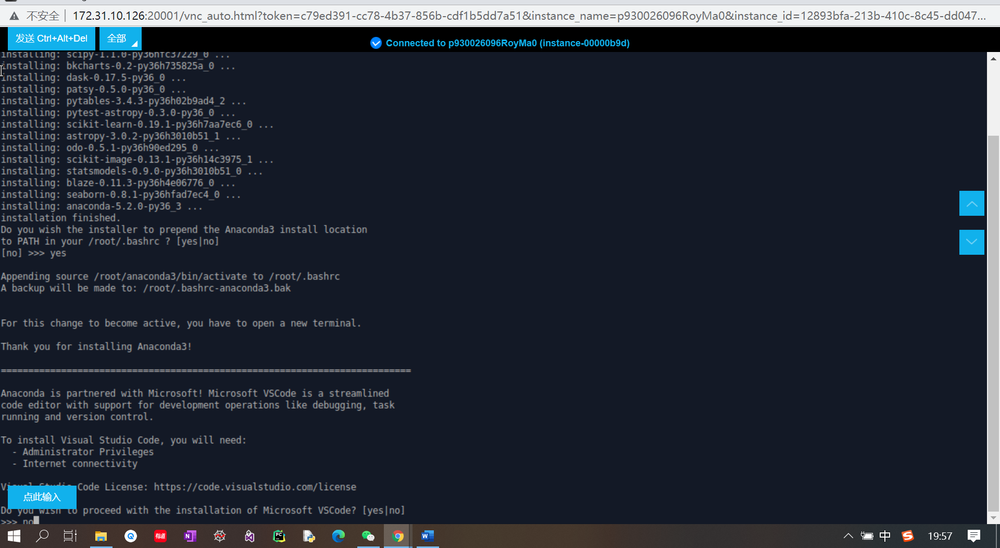 不安全
172.31.10.126:20001/vnc_auto.html?token=c79ed391-cc78-4b37-856b-cdf1b5dd7a51&instance_name=p930026096RoyMa0&instance_id=12893bfa-213b-410c-8c45-dd047...
发送 Ctrl+Alt+Del
全部
Connected to p930026096RoyMa0 (instance-00000b9d)
installing: scipy-1.1.0-py36hfc37229_0 ...
installing: bkcharts-0.2-py36h735825a_0 ...
installing: dask-0.17.5-py36_0 ...
installing: patsy-0.5.0-py36_0 ...
installing: pytables-3.4.3-py36h02b9ad4_2 ...
installing: pytest-astropy-0.3.0-py36_0 ...
installing: scikit-learn-0.19.1-py36h7aa7ec6_0 ...
installing: astropy-3.0.2-py36h3010b51_1 ...
installing: odo-0.5.1-py36h90ed295_0 ...
installing: scikit-image-0.13.1-py36h14c3975_1 ...
installing: statsmodels-0.9.0-py36h3010b51_0 ...
installing: blaze-0.11.3-py36h4e06776_0 ...
installing: seaborn-0.8.1-py36hfad7ec4_0 ...
installing: anaconda-5.2.0-py36_3 ...
installation finished.
Do you wish the installer to prepend the Anaconda3 install location
to PATH in your /root/.bashrc ? [yes|no]
[no] >>> yes
Appending source /root/anaconda3/bin/activate to /root/.bashrc
A backup will be made to: /root/.bashrc-anaconda3.bak
For this change to become active, you have to open a new terminal.
Thank you for installing Anaconda3!
===========================================================================
Anaconda is partnered with Microsoft! Microsoft VSCode is a streamlined
code editor with support for development operations like debugging, task
running and version control.
To install Visual Studio Code, you will need:
- Administrator Privileges
- Internet connectivity
Visual Studio Code License: https://code.visualstudio.com/license
点此输入
Do you wish to proceed with the installation of Microsoft VSCode? [yes|no]
>>> no
有道
N
PC
W
中
S
19:57